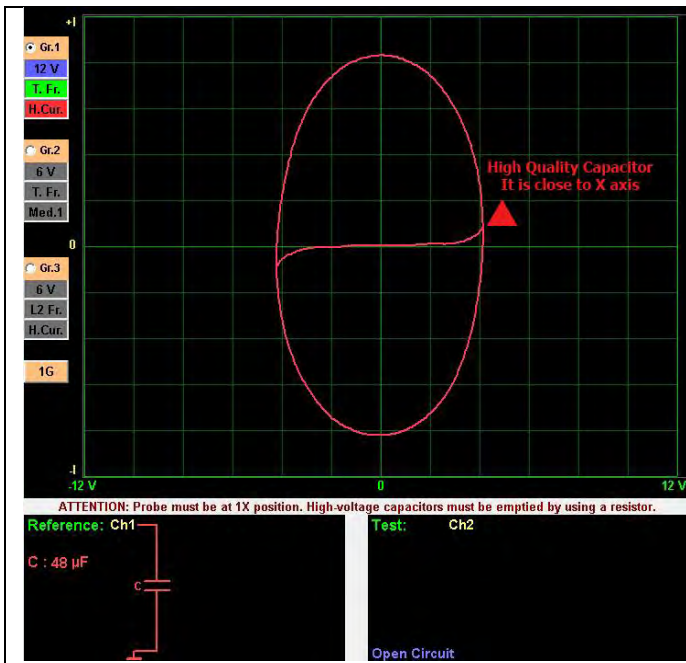 +I
Gr.1
12 V
T. Fr.
H.Cur.
Gr.2
6 V
T. Fr.
Med.1
High Quality Capacitor
It is close to X axis
0
Gr.3
6 V
L2 Fr.
H.Cur.
1G
-I
-12 V
0
12 V
ATTENTION: Probe must be at 1X position. High-voltage capacitors must be emptied by using a resistor.
Reference: Ch1
C : 48 µF
C
Test: Ch2
Open Circuit